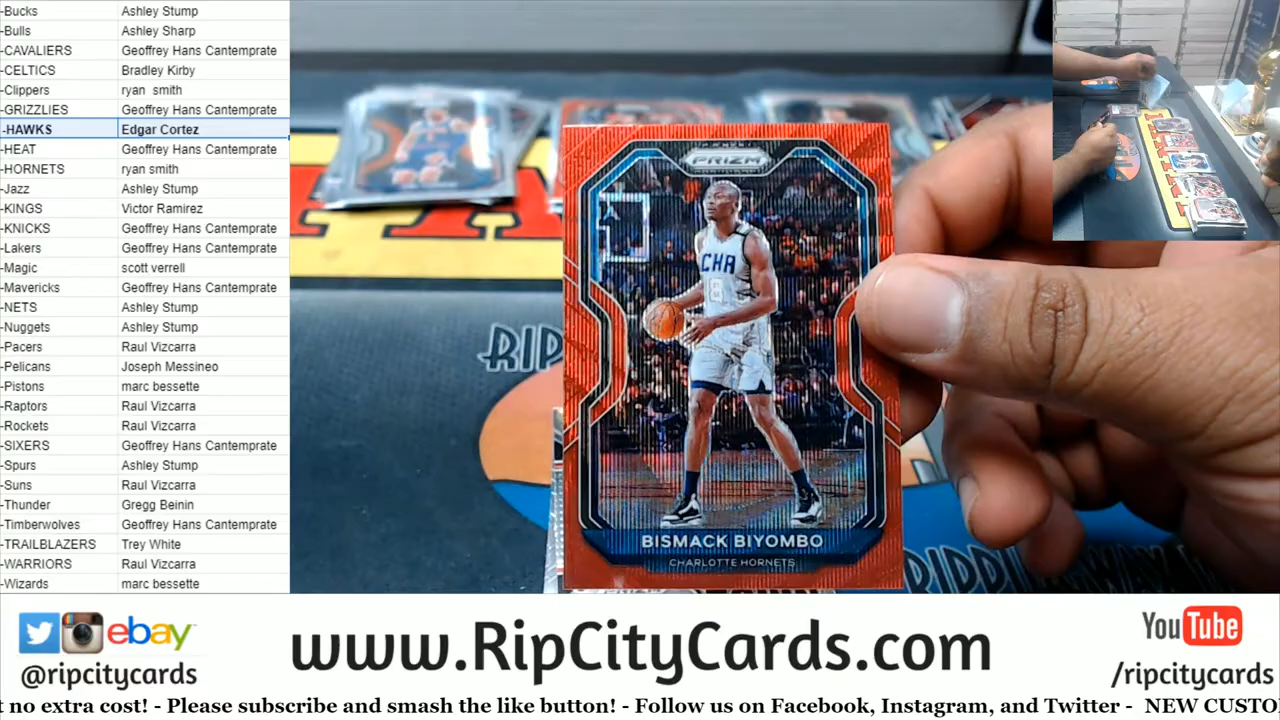 -Bucks Ashley Stump
-Bulls Ashley Sharp
-CAVALIERS Geoffrey Hans Cantemprate
-CELTICS Bradley Kirby
-Clippers ryan smith
-GRIZZLIES Geoffrey Hans Cantemprate
-HAWKS Edgar Cortez
-HEAT Geoffrey Hans Cantemprate
-HORNETS ryan smith
-Jazz Ashley Stump
-KINGS Victor Ramirez
-KNICKS Geoffrey Hans Cantemprate
-Lakers Geoffrey Hans Cantemprate
-Magic scott verrell
-Mavericks Geoffrey Hans Cantemprate
-NETS Ashley Stump
-Nuggets Ashley Stump
-Pacers Raul Vizcarra
-Pelicans Joseph Messineo
-Pistons marc bessette
-Raptors Raul Vizcarra
-Rockets Raul Vizcarra
-SIXERS Geoffrey Hans Cantemprate
-Spurs Ashley Stump
-Suns Raul Vizcarra
-Thunder Gregg Beinin
-Timberwolves Geoffrey Hans Cantemprate
-TRAILBLAZERS Trey White
-WARRIORS Raul Vizcarra
-Wizards marc bessette
PANINI
PRIZM
CHA
8
BISMACK BIYOMBO
CHARLOTTE HORNETS
RIP
ebay
@ripcitycards
www.RipCityCards.com
YouTube
/ripcitycards
no extra cost! - Please subscribe and smash the like button! - Follow us on Facebook, Instagram, and Twitter - NEW CUSTO